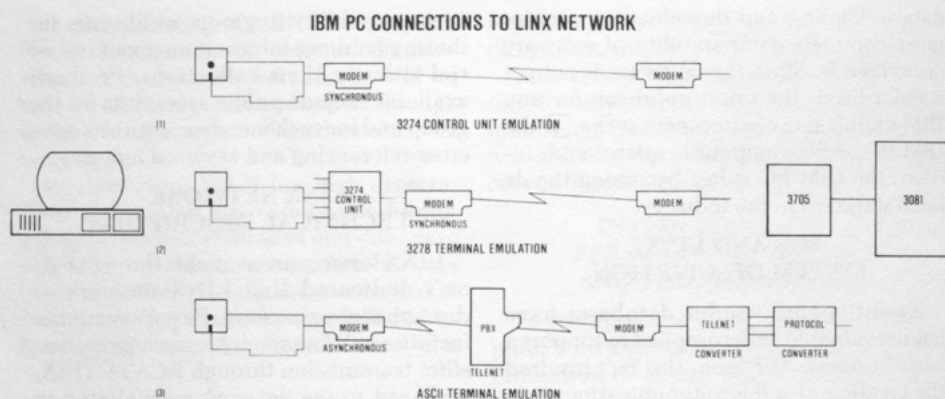 IBM PC CONNECTIONS TO LINX NETWORK
MODEM
SYNCHRONOUS
MODEM
(1)
3274 CONTROL UNIT EMULATION
3274
CONTROL
UNIT
MODEM
SYNCHRONOUS
MODEM
3705
3081
(2)
3278 TERMINAL EMULATION
MODEM
ASYNCHRONOUS
PBX
TELENET
MODEM
TELENET
CONVERTER
PROTOCOL
CONVERTER
(3)
ASCII TERMINAL EMULATION